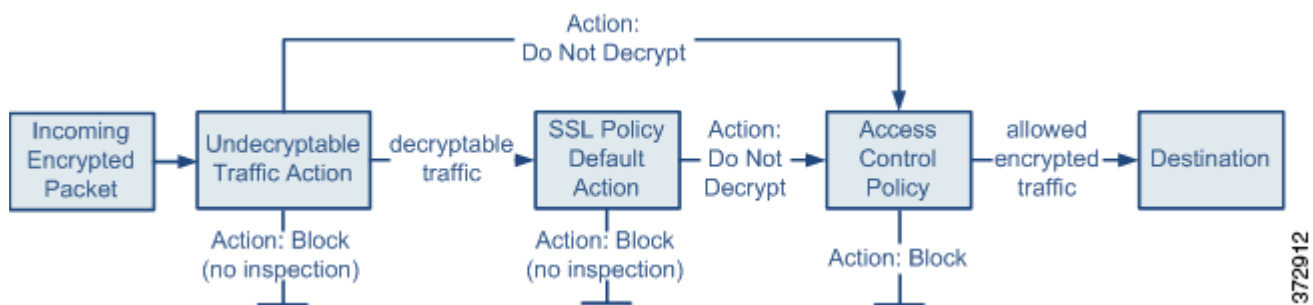 Action:
Do Not Decrypt
Incoming
Encrypted
Packet
Undecryptable
Traffic Action
decryptable
traffic
SSL Policy
Default
Action
Action:
Do Not
Decrypt
Access
Control
Policy
allowed
encrypted
traffic
Destination
Action: Block
(no inspection)
Action: Block
(no inspection)
Action: Block
372912